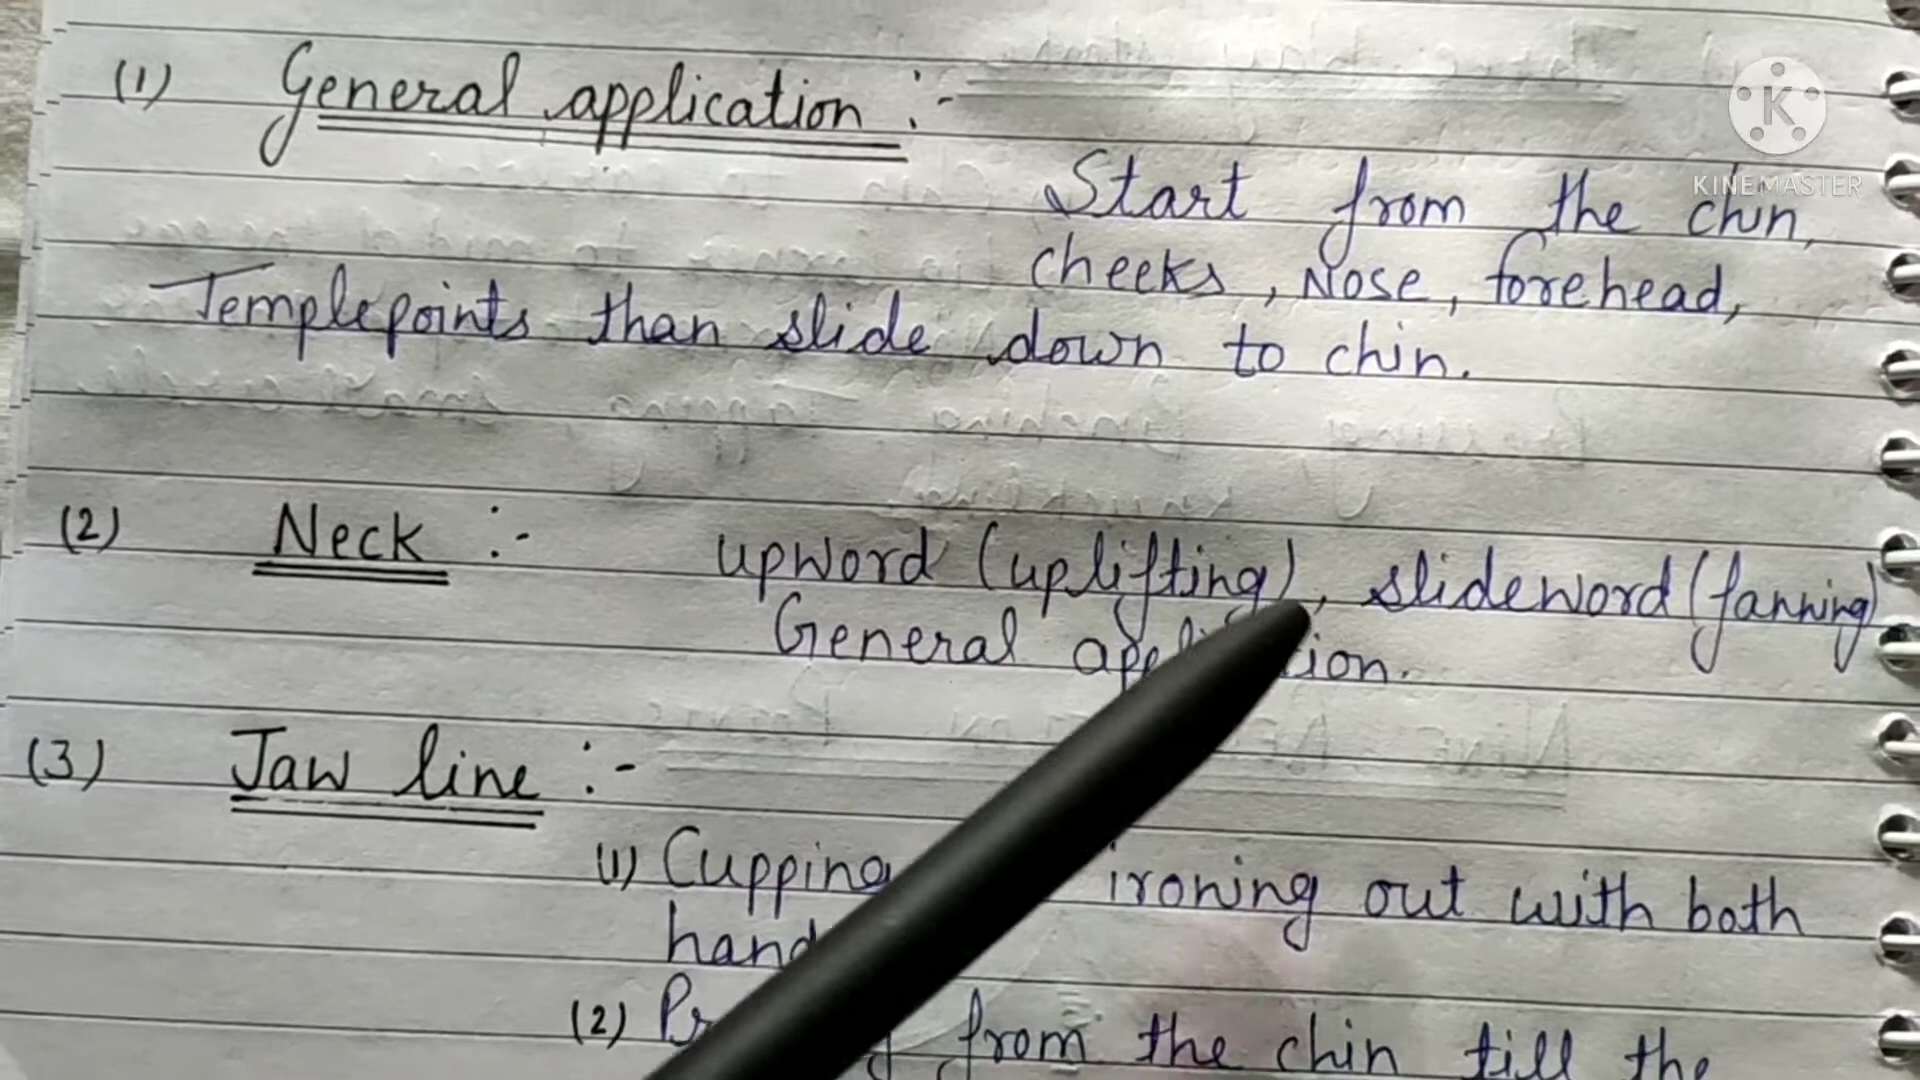 (1) General application :-
KINEMASTER
Start from the chin,
cheeks, Nose, forehead,
Templepoints than slide down to chin.
(2) Neck :- upword (uplifting), slideword (fanning)
General application.
(3) Jaw line :-
(1) Cupping ironing out with both
(2) from the chin till the